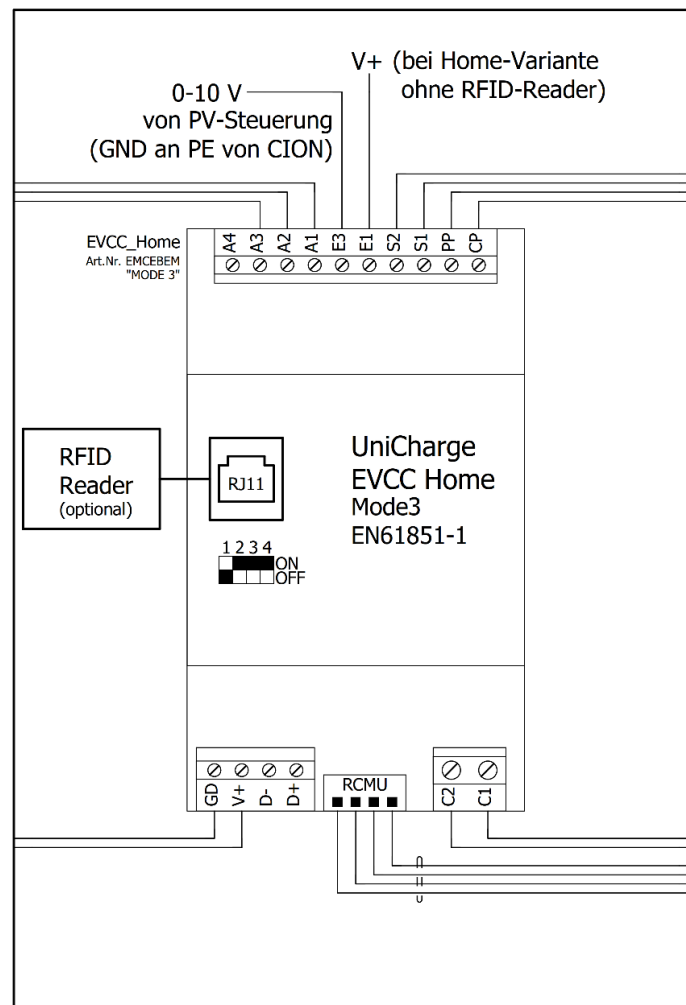 V+ (bei Home-Variante
ohne RFID-Reader)
0-10 V
von PV-Steuerung
(GND an PE von CION)
EVCC_Home
Art.Nr. EMCEBEM
"MODE 3"
A4 A3 A2 A1 E3 E1 S2 S1 PP CP
RFID
Reader
(optional)
RJ11
UniCharge
EVCC Home
Mode3
EN61851-1
1 2 3 4
ON
OFF
GD V+ D- D+
RCMU
C2 C1